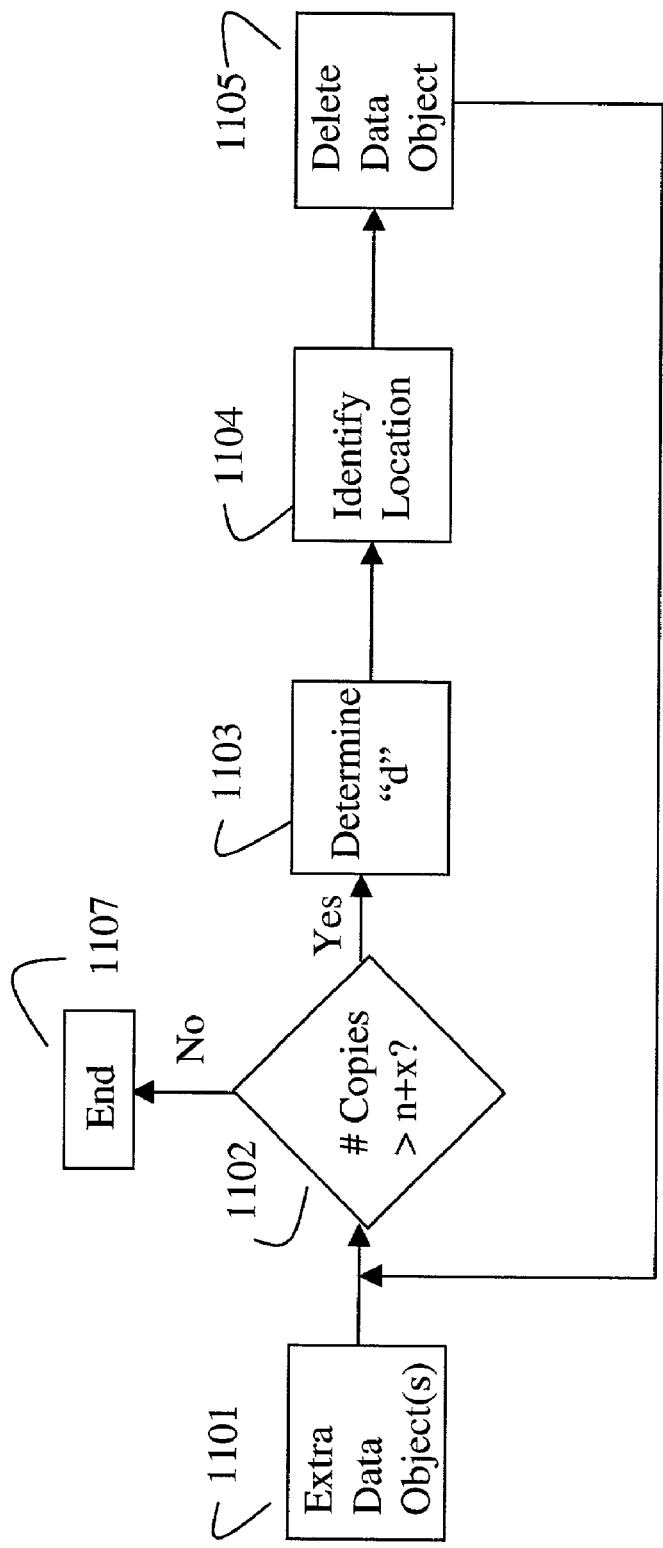 1101
Extra
Data
Object(s)
1102
# Copies
> n+x?
No
1107
End
Yes
1103
Determine
“d”
1104
Identify
Location
1105
Delete
Data
Object